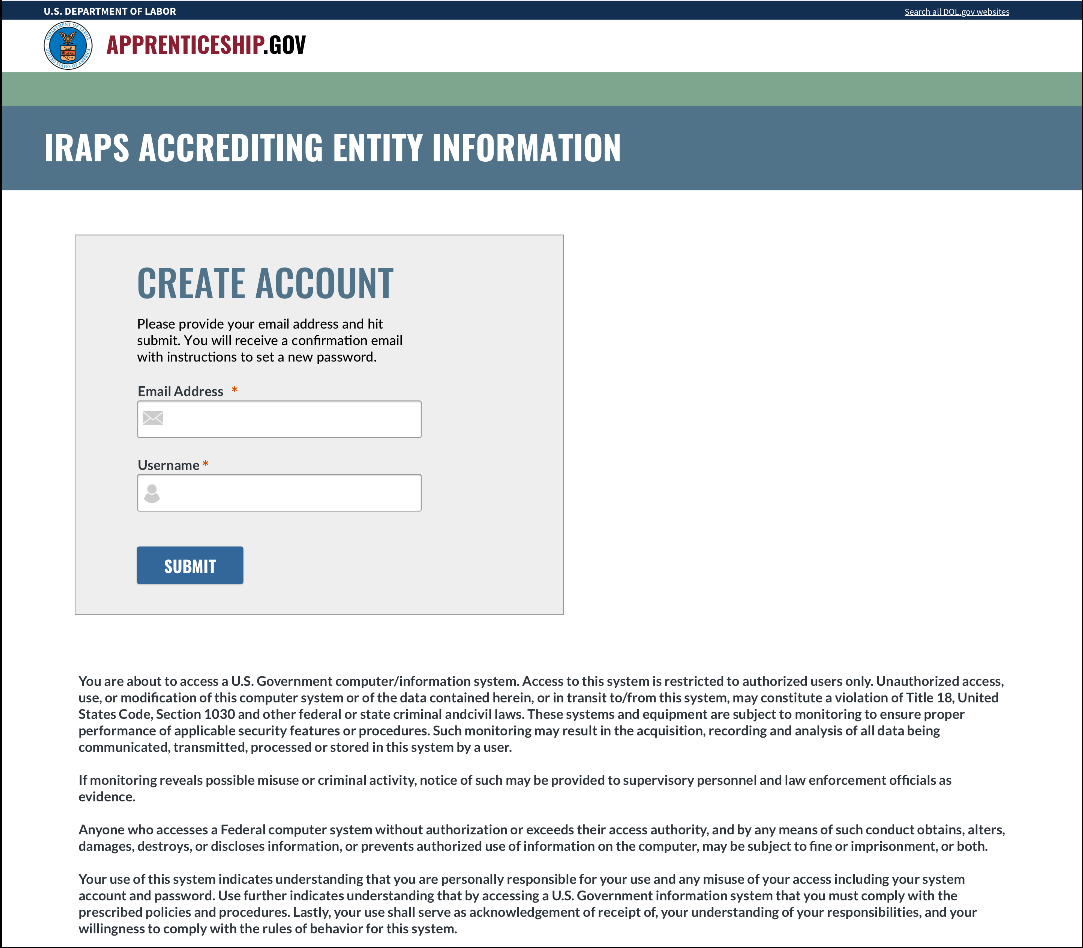 U.S. DEPARTMENT OF LABOR
Search all DOL.gov websites
APPRENTICESHIP.GOV
IRAPS ACCREDITING ENTITY INFORMATION
CREATE ACCOUNT
Please provide your email address and hit
submit. You will receive a confirmation email
with instructions to set a new password.
Email Address *
Username *
SUBMIT
You are about to access a U.S. Government computer/information system. Access to this system is restricted to authorized users only. Unauthorized access,
use, or modification of this computer system or of the data contained herein, or in transit to/from this system, may constitute a violation of Title 18, United
States Code, Section 1030 and other federal or state criminal andcivil laws. These systems and equipment are subject to monitoring to ensure proper
performance of applicable security features or procedures. Such monitoring may result in the acquisition, recording and analysis of all data being
communicated, transmitted, processed or stored in this system by a user.
If monitoring reveals possible misuse or criminal activity, notice of such may be provided to supervisory personnel and law enforcement officials as
evidence.
Anyone who accesses a Federal computer system without authorization or exceeds their access authority, and by any means of such conduct obtains, alters,
damages, destroys, or discloses information, or prevents authorized use of information on the computer, may be subject to fine or imprisonment, or both.
Your use of this system indicates understanding that you are personally responsible for your use and any misuse of your access including your system
account and password. Use further indicates understanding that by accessing a U.S. Government information system that you must comply with the
prescribed policies and procedures. Lastly, your use shall serve as acknowledgement of receipt of, your understanding of your responsibilities, and your
willingness to comply with the rules of behavior for this system.